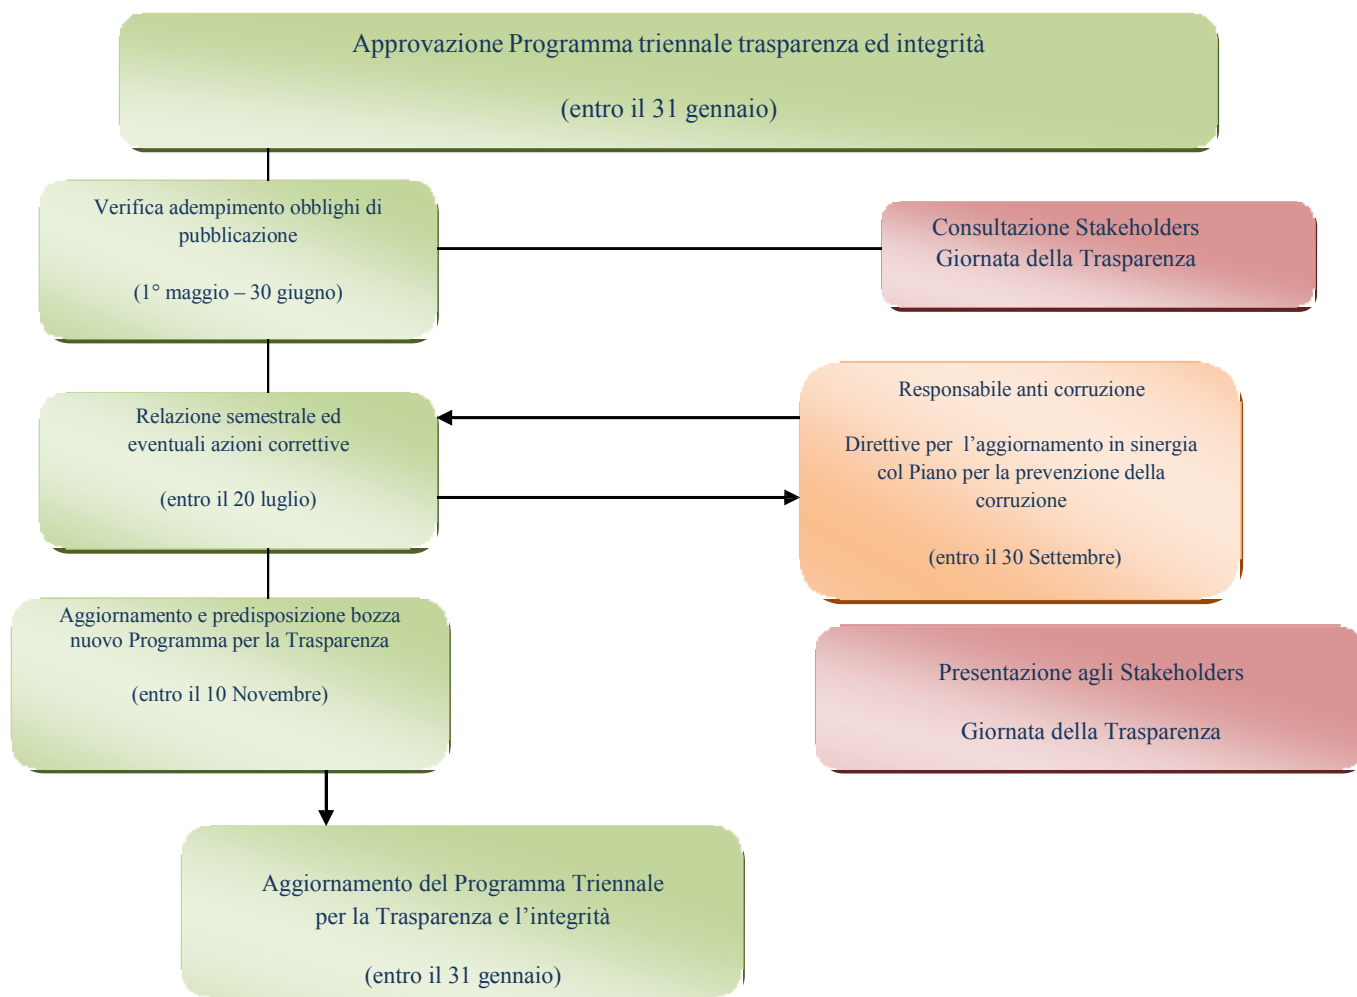 Approvazione Programma triennale trasparenza ed integrità
(entro il 31 gennaio)
Verifica adempimento obblighi di
pubblicazione
(1° maggio – 30 giugno)
Consultazione Stakeholders
Giornata della Trasparenza
Relazione semestrale ed
eventuali azioni correttive
(entro il 20 luglio)
Responsabile anti corruzione
Direttive per l’aggiornamento in sinergia
col Piano per la prevenzione della
corruzione
(entro il 30 Settembre)
Aggiornamento e predisposizione bozza
nuovo Programma per la Trasparenza
(entro il 10 Novembre)
Presentazione agli Stakeholders
Giornata della Trasparenza
Aggiornamento del Programma Triennale
per la Trasparenza e l’integrità
(entro il 31 gennaio)